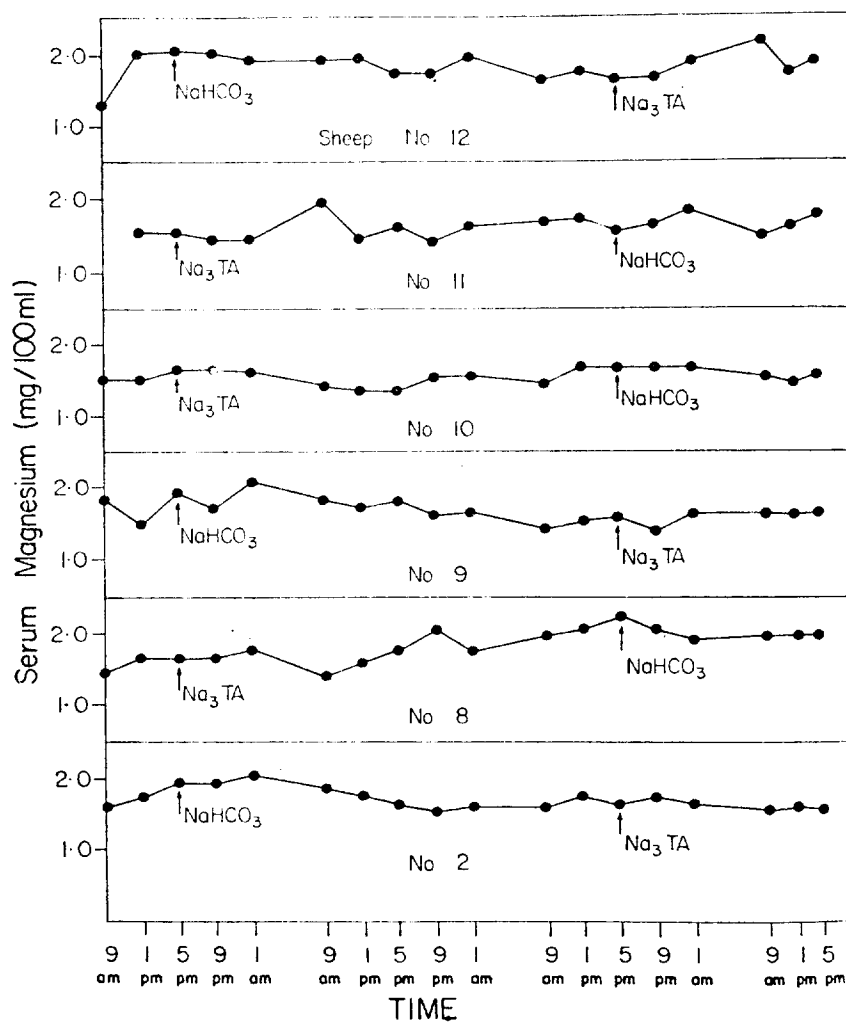 2·0
NaHCO3
Na3TA
1·0
Sheep No 12
2·0
Na3TA
NaHCO3
1·0
No 11
2·0
Na3TA
NaHCO3
1·0
No 10
2·0
NaHCO3
Na3TA
1·0
No 9
2·0
Na3TA
NaHCO3
1·0
No 8
2·0
NaHCO3
Na3TA
1·0
No 2
Serum Magnesium (mg/100ml)
9 1 5 9 1 9 1 5 9 1 9 1 5 9 1 9 1 5
am pm pm pm am am pm pm pm am am pm pm pm am am pm pm
TIME